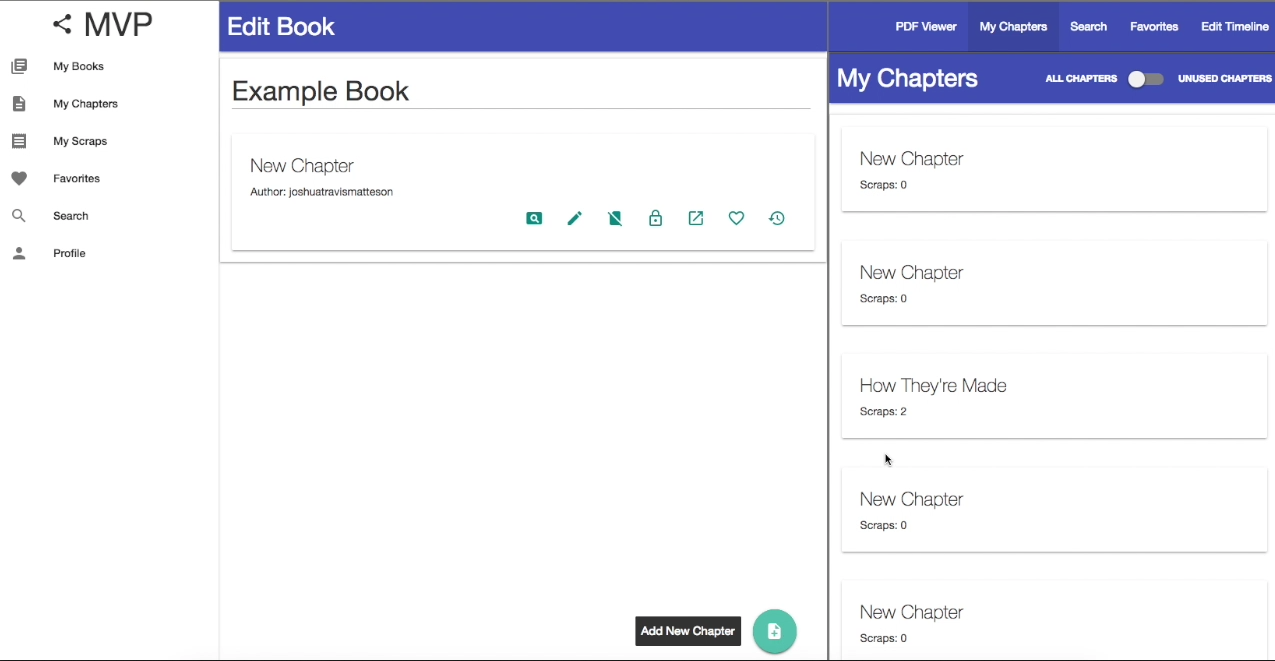 MVP
My Books
My Chapters
My Scraps
Favorites
Search
Profile
Edit Book
Example Book
New Chapter
Author: joshuatravismatteson
Add New Chapter
PDF Viewer My Chapters Search Favorites Edit Timeline
My Chapters ALL CHAPTERS UNUSED CHAPTERS
New Chapter
Scraps: 0
New Chapter
Scraps: 0
How They're Made
Scraps: 2
New Chapter
Scraps: 0
New Chapter
Scraps: 0